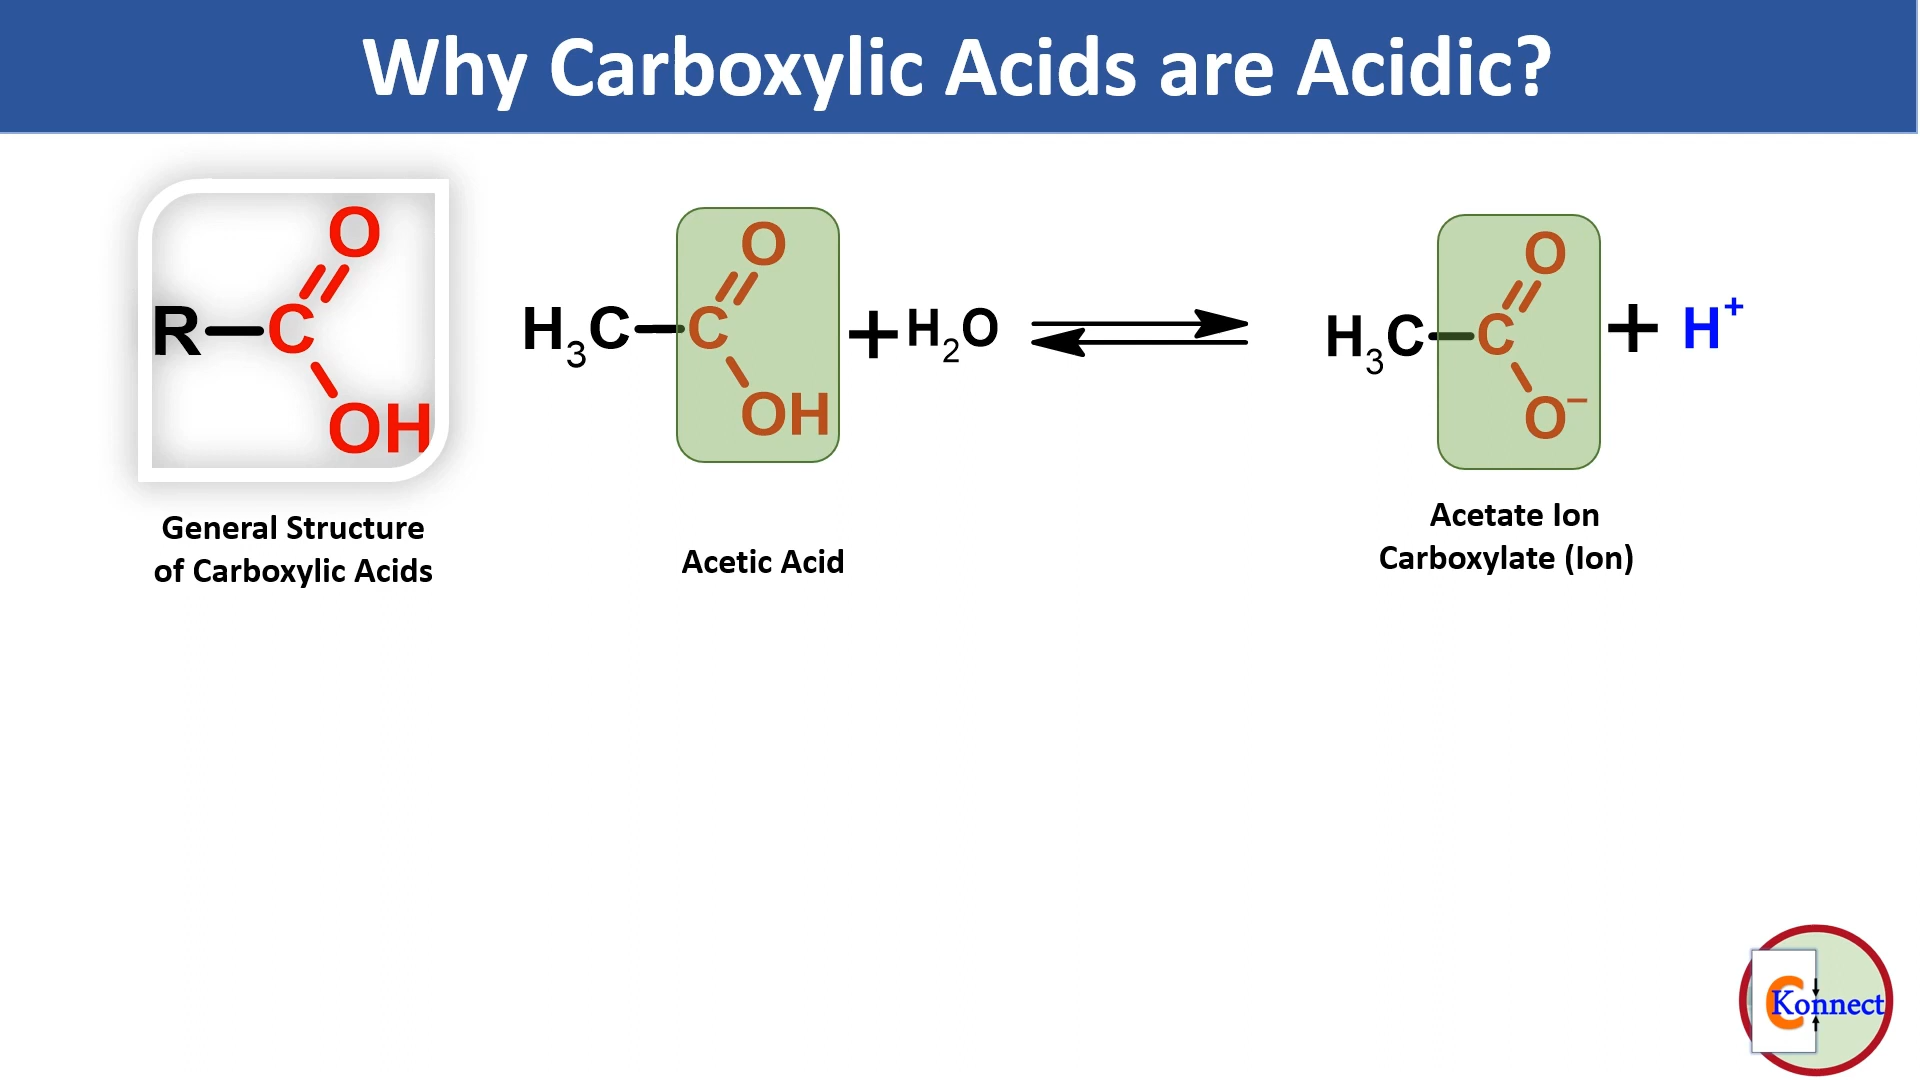 Why Carboxylic Acids are Acidic?
R—C
O
OH
H₃C—C
O
OH
+ H₂O
H₃C—C
O
O⁻
+ H⁺
General Structure
of Carboxylic Acids
Acetic Acid
Acetate Ion
Carboxylate (Ion)
C Konnect